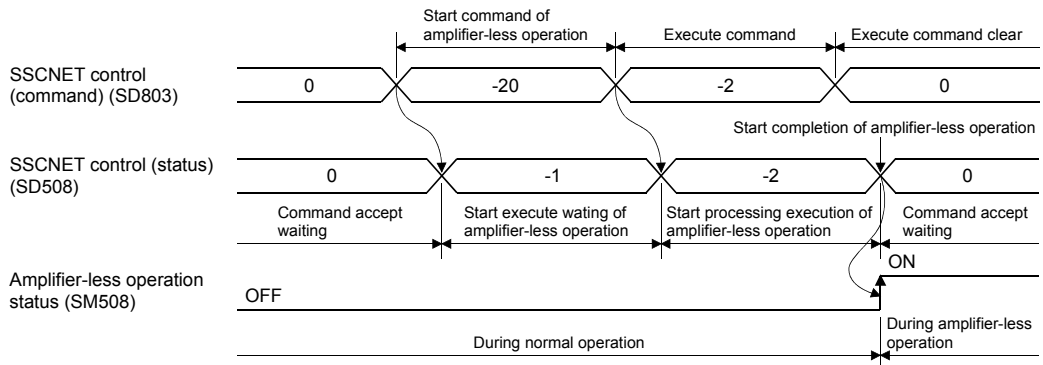 Start command of
amplifier-less operation
Execute command
Execute command clear
SSCNET control
(command) (SD803)
0
-20
-2
0
Start completion of amplifier-less operation
SSCNET control (status)
(SD508)
0
-1
-2
0
Command accept
waiting
Start execute wating of
amplifier-less operation
Start processing execution of
amplifier-less operation
Command accept
waiting
Amplifier-less operation
status (SM508)
OFF
ON
During normal operation
During amplifier-less
operation